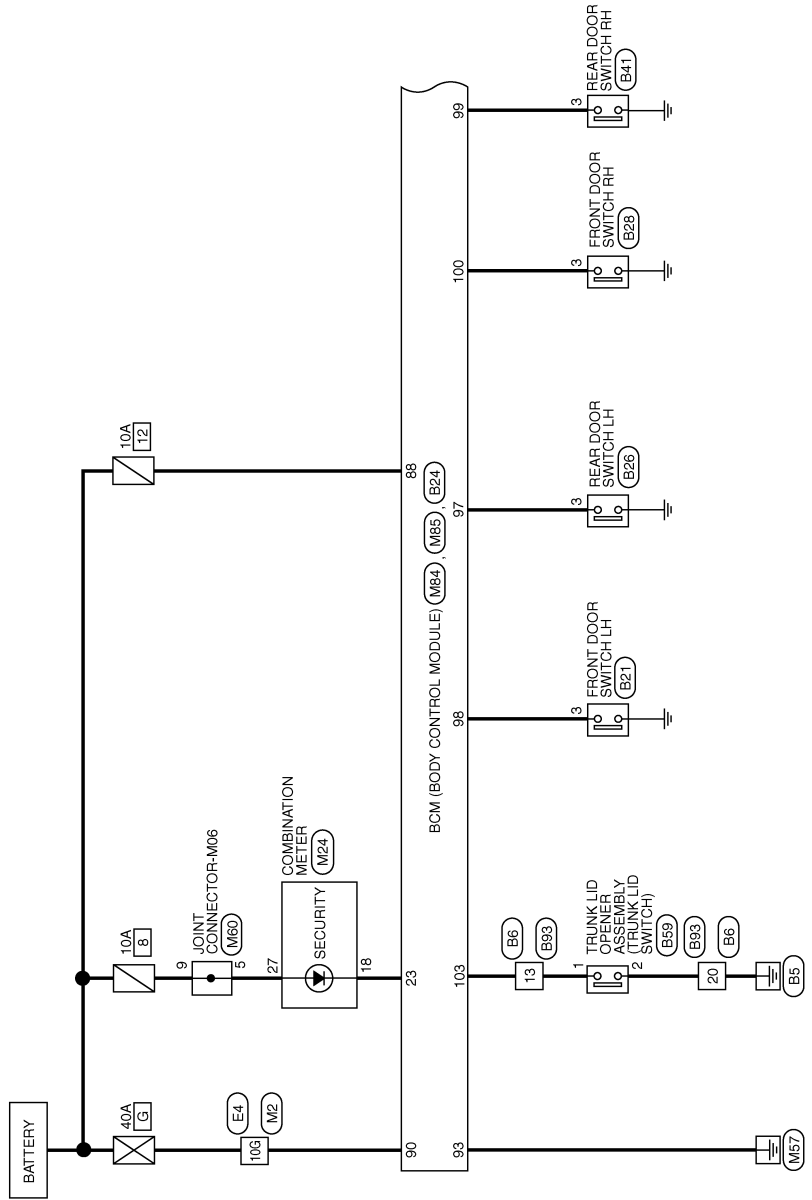 BATTERY
40A
G
E4
M2
10G
10A
8
JOINT
CONNECTOR-M06
M60
9
5
COMBINATION
METER
M24
27
SECURITY
18
10A
12
90
23
88
BCM (BODY CONTROL MODULE) M84 , M85 , B24
93
103
98
97
100
99
M57
B6
B93
13
1
TRUNK LID
OPENER
ASSEMBLY
(TRUNK LID
SWITCH)
B59
2
B93
B6
20
B5
3
FRONT DOOR
SWITCH LH
B21
3
REAR DOOR
SWITCH LH
B26
3
FRONT DOOR
SWITCH RH
B28
3
REAR DOOR
SWITCH RH
B41